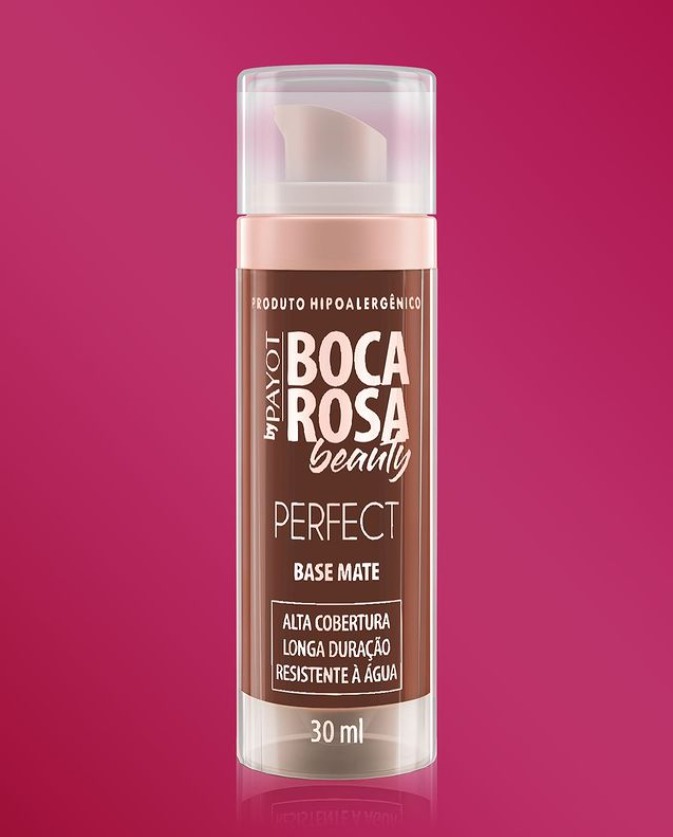 PRODUTO HIPOALERGÊNICO
by PAYOT
BOCA
ROSA
beauty
PERFECT
BASE MATE
ALTA COBERTURA
LONGA DURAÇÃO
RESISTENTE À ÁGUA
30 ml